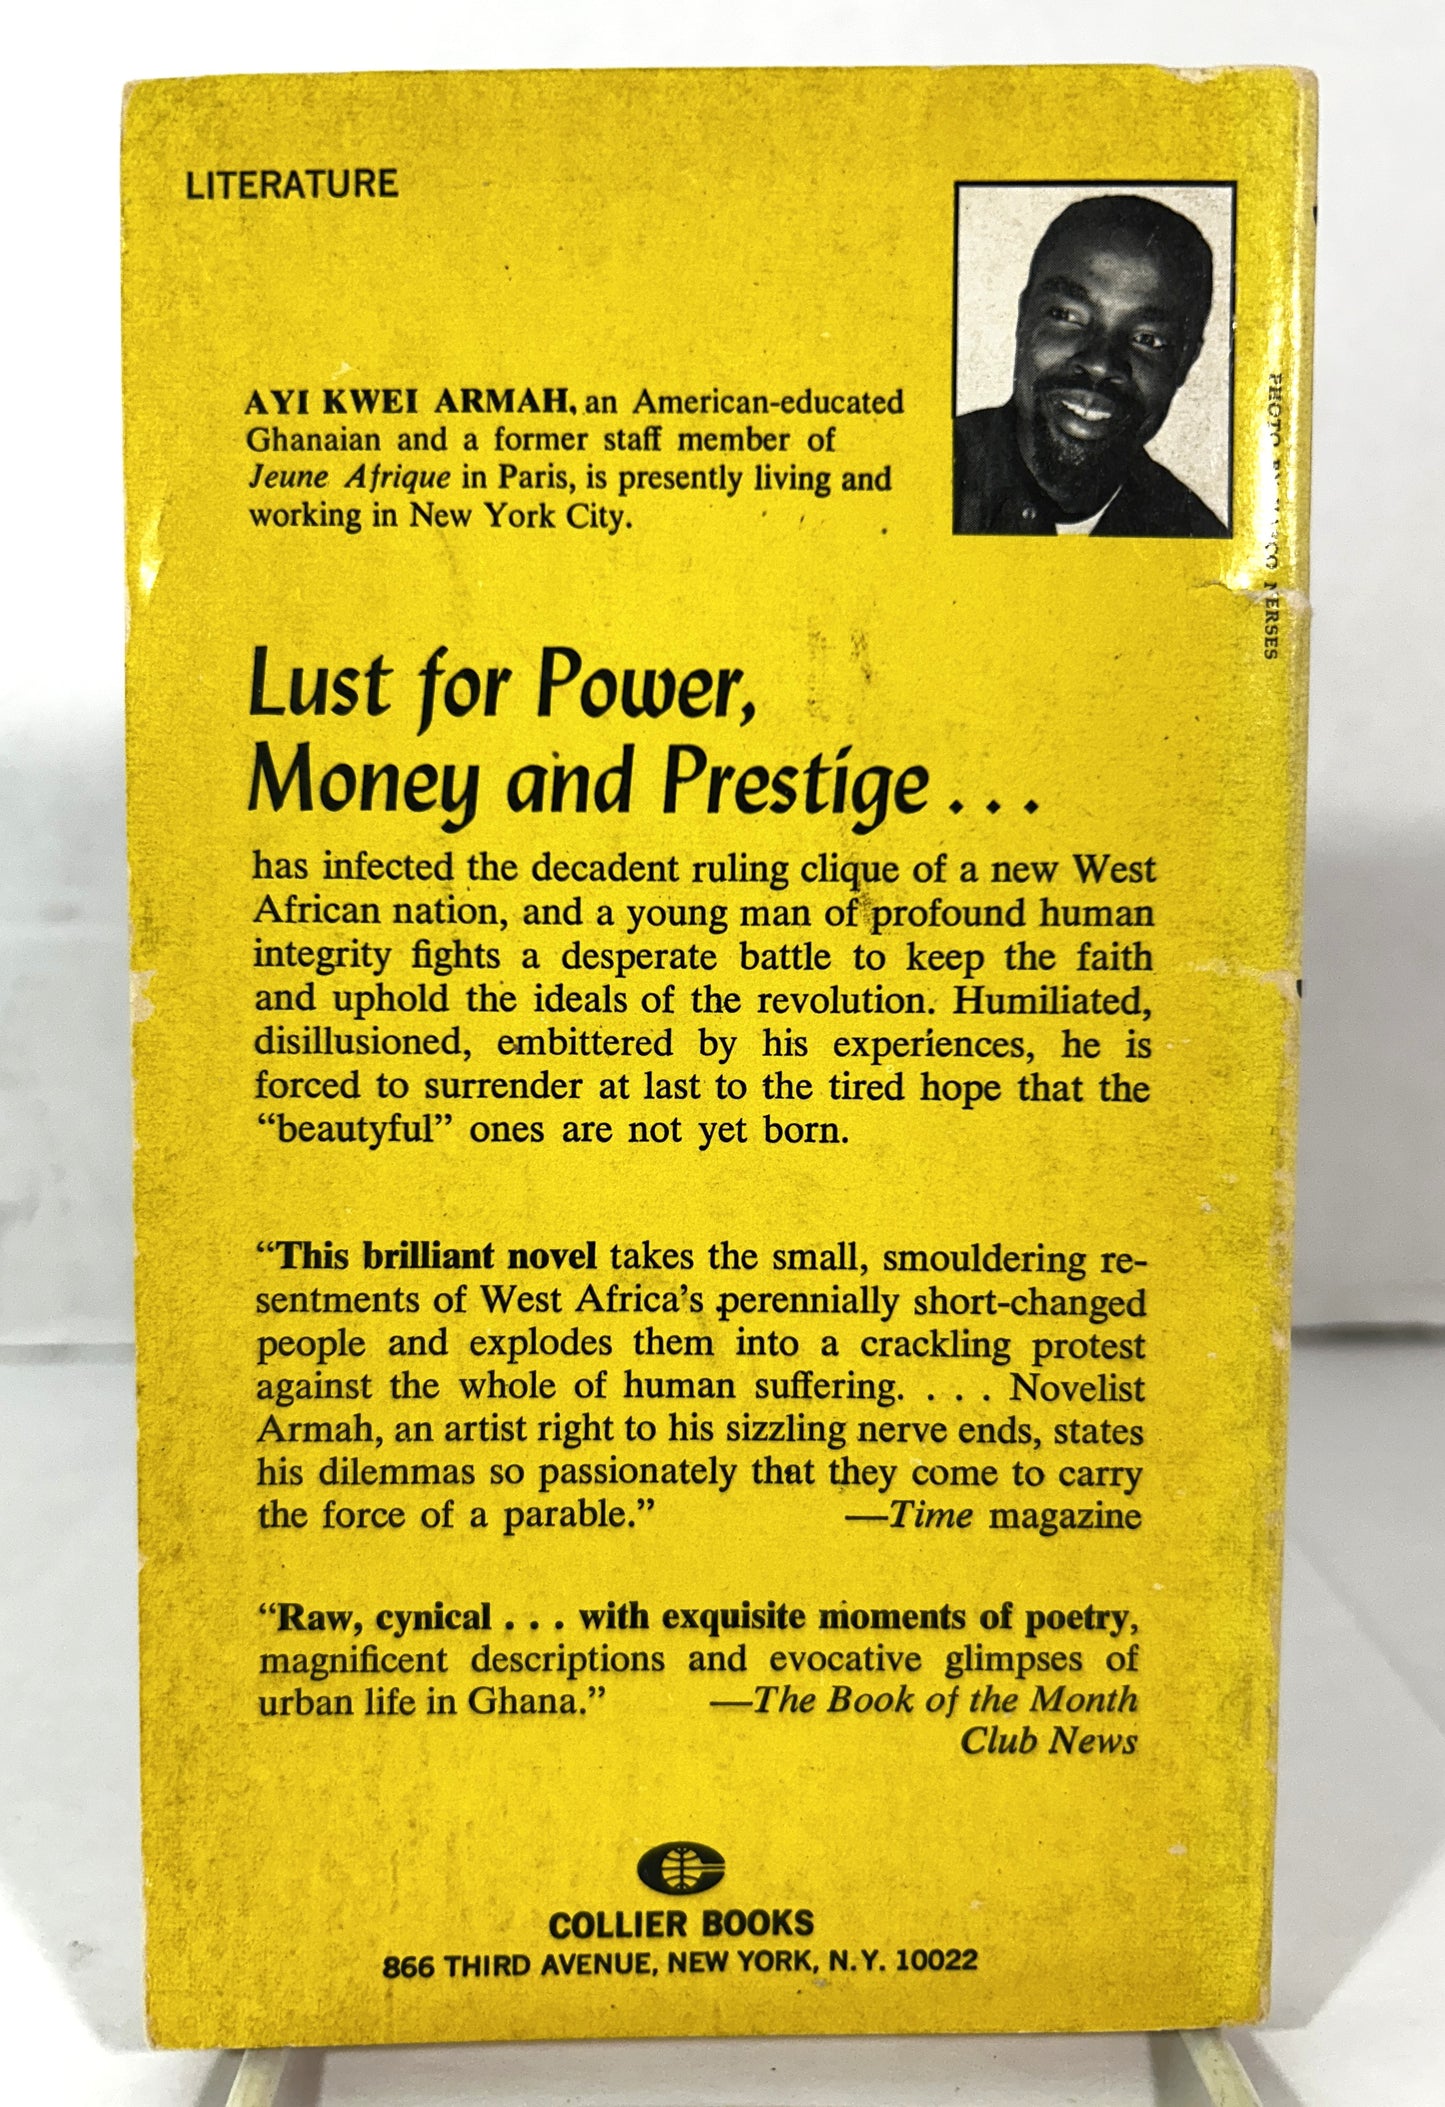 LITERATURE
AYI KWEI ARMAH, an American-educated
Ghanaian and a former staff member of
Jeune Afrique in Paris, is presently living and
working in New York City.
PHOTO NERSES
Lust for Power,
Money and Prestige . . .
has infected the decadent ruling clique of a new West
African nation, and a young man of profound human
integrity fights a desperate battle to keep the faith
and uphold the ideals of the revolution. Humiliated,
disillusioned, embittered by his experiences, he is
forced to surrender at last to the tired hope that the
“beautyful” ones are not yet born.
“This brilliant novel takes the small, smouldering re-
sentments of West Africa’s perennially short-changed
people and explodes them into a crackling protest
against the whole of human suffering. . . . Novelist
Armah, an artist right to his sizzling nerve ends, states
his dilemmas so passionately that they come to carry
the force of a parable.” —Time magazine
“Raw, cynical . . . with exquisite moments of poetry,
magnificent descriptions and evocative glimpses of
urban life in Ghana.” —The Book of the Month
Club News
COLLIER BOOKS
866 THIRD AVENUE, NEW YORK, N.Y. 10022